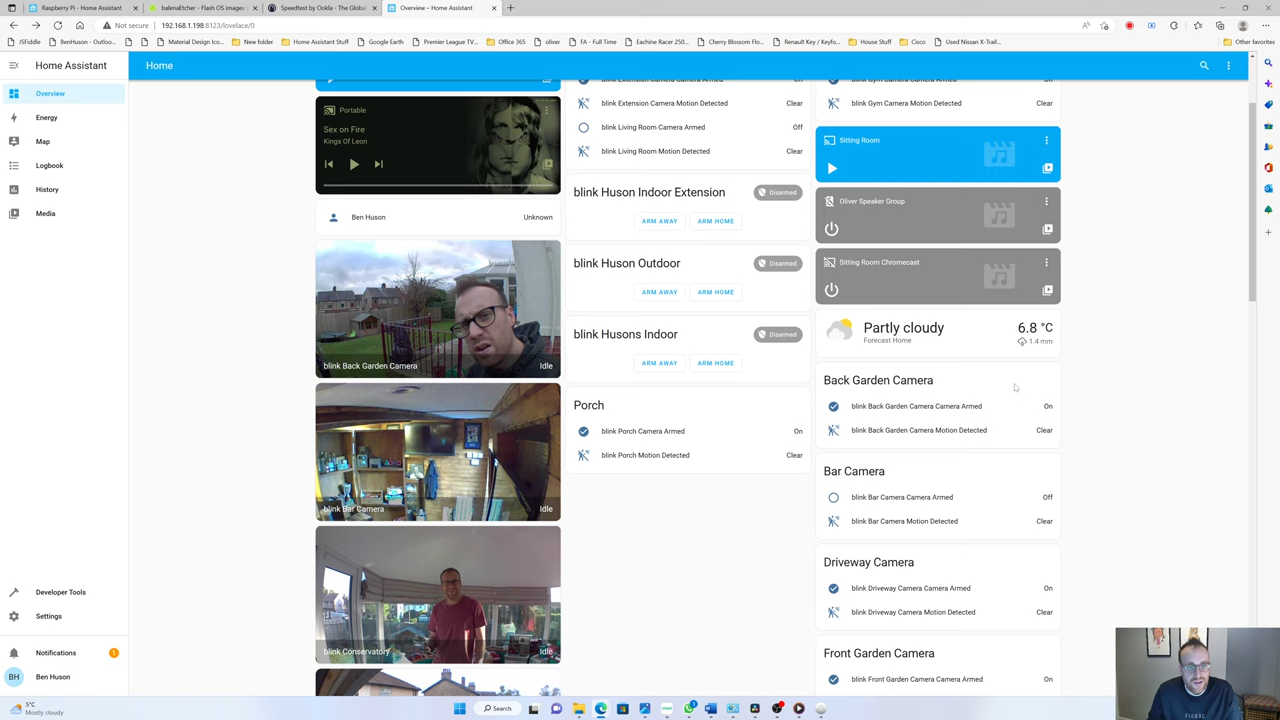 Raspberry Pi - Home Assistant
balenaEtcher - Flash OS images t
Speedtest by Ookla - The Global
Overview – Home Assistant
Not secure
192.168.1.198:8123/lovelace/0
JSFiddle
BenHuson - Outloo...
Material Design Ico...
New folder
Home Assistant Stuff
Google Earth
Premier League TV...
Office 365
oliver
FA - Full Time
Eachine Racer 250...
Cherry Blossom Flo...
Renault Key / Keyfo...
House Stuff
Cisco
Used Nissan X-Trail...
Other favorites
Home Assistant
Home
Overview
Energy
Map
Logbook
History
Media
Developer Tools
Settings
Notifications
1
BH
Ben Huson
Portable
Sex on Fire
Kings Of Leon
Ben Huson
Unknown
blink Back Garden Camera
Idle
blink Bar Camera
Idle
blink Conservatory
Idle
blink Extension Camera Motion Detected
Clear
blink Living Room Camera Armed
Off
blink Living Room Motion Detected
Clear
blink Huson Indoor Extension
Disarmed
ARM AWAY
ARM HOME
blink Huson Outdoor
Disarmed
ARM AWAY
ARM HOME
blink Husons Indoor
Disarmed
ARM AWAY
ARM HOME
Porch
blink Porch Camera Armed
On
blink Porch Motion Detected
Clear
blink Gym Camera Motion Detected
Clear
Sitting Room
Oliver Speaker Group
Sitting Room Chromecast
Partly cloudy
Forecast Home
6.8 °C
1.4 mm
Back Garden Camera
blink Back Garden Camera Camera Armed
On
blink Back Garden Camera Motion Detected
Clear
Bar Camera
blink Bar Camera Camera Armed
Off
blink Bar Camera Motion Detected
Clear
Driveway Camera
blink Driveway Camera Camera Armed
On
blink Driveway Camera Motion Detected
Clear
Front Garden Camera
blink Front Garden Camera Camera Armed
On
5°C
Mostly cloudy
Search